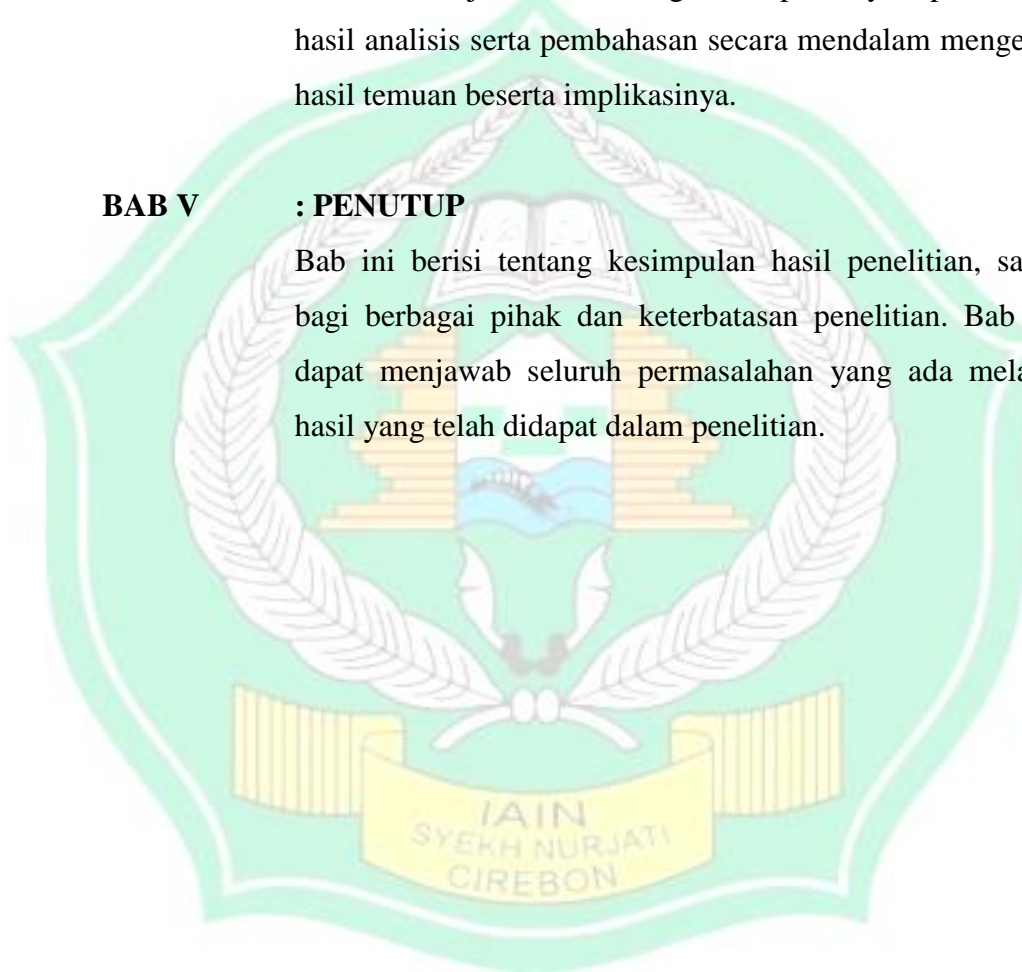 hasil analisis serta pembahasan secara mendalam menge
hasil temuan beserta implikasinya.
BAB V : PENUTUP
Bab ini berisi tentang kesimpulan hasil penelitian, sa
bagi berbagai pihak dan keterbatasan penelitian. Bab
dapat menjawab seluruh permasalahan yang ada mela
hasil yang telah didapat dalam penelitian.
IAIN
SYEKH NURJATI
CIREBON